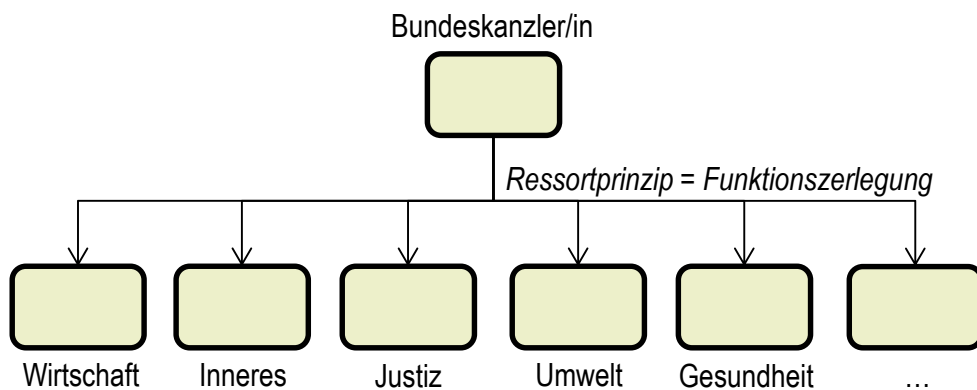 Bundeskanzler/in
Ressortprinzip = Funktionszerlegung
Wirtschaft
Inneres
Justiz
Umwelt
Gesundheit
…